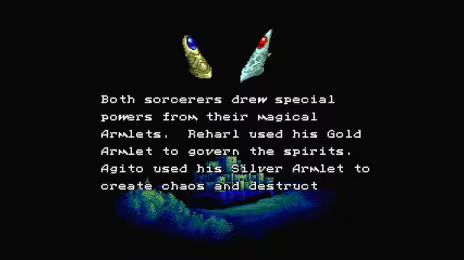 Both sorcerers drew special
powers from their magical
Armlets.  Reharl used his Gold
Armlet to govern the spirits.
Agito used his Silver Armlet to
create chaos and destruct